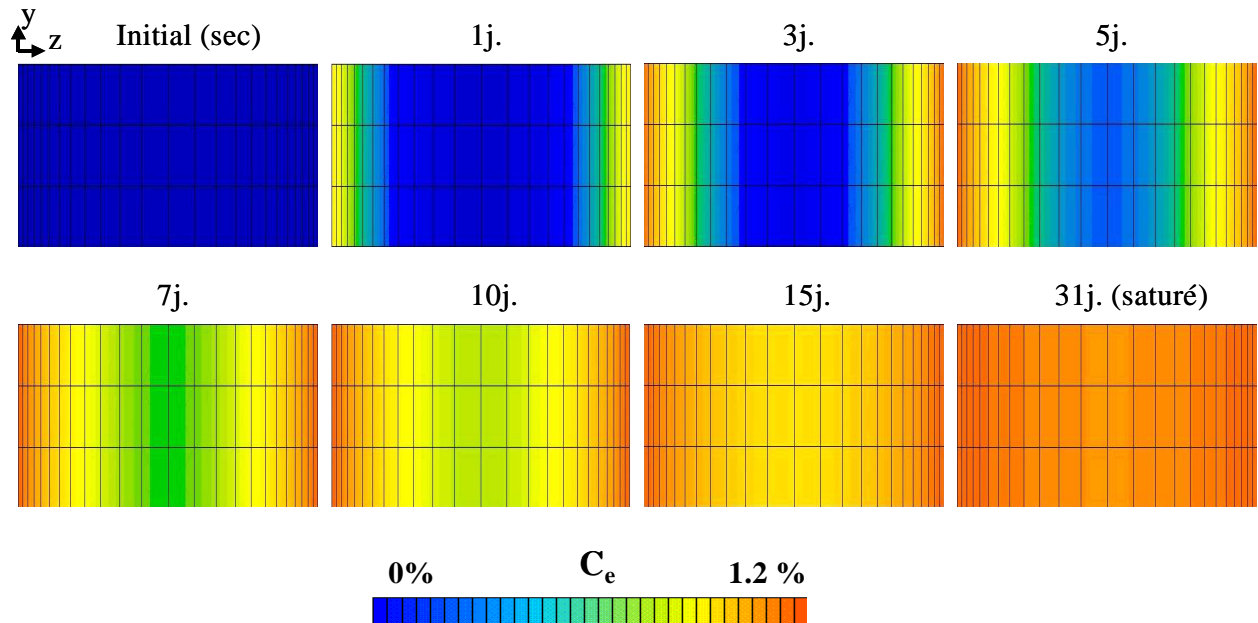 y
z
Initial (sec)
1j.
3j.
5j.
7j.
10j.
15j.
31j. (saturé)
0% Ce 1.2 %